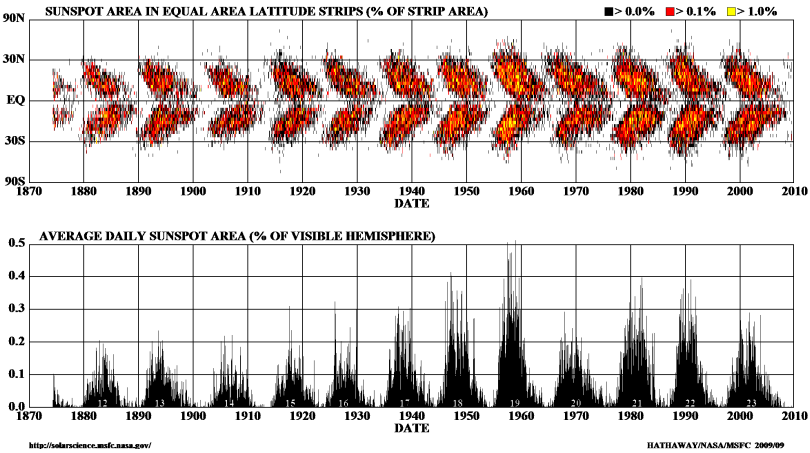 SUNSPOT AREA IN EQUAL AREA LATITUDE STRIPS (% OF STRIP AREA) > 0.0% > 0.1% > 1.0%
90N
30N
EQ
30S
90S
1870 1880 1890 1900 1910 1920 1930 1940 1950 1960 1970 1980 1990 2000 2010
DATE
AVERAGE DAILY SUNSPOT AREA (% OF VISIBLE HEMISPHERE)
0.5
0.4
0.3
0.2
0.1
0.0
12 13 14 15 16 17 18 19 20 21 22 23
1870 1880 1890 1900 1910 1920 1930 1940 1950 1960 1970 1980 1990 2000 2010
DATE
http://solarscience.msfc.nasa.gov/ HATHAWAY/NASA/MSFC 2009/09